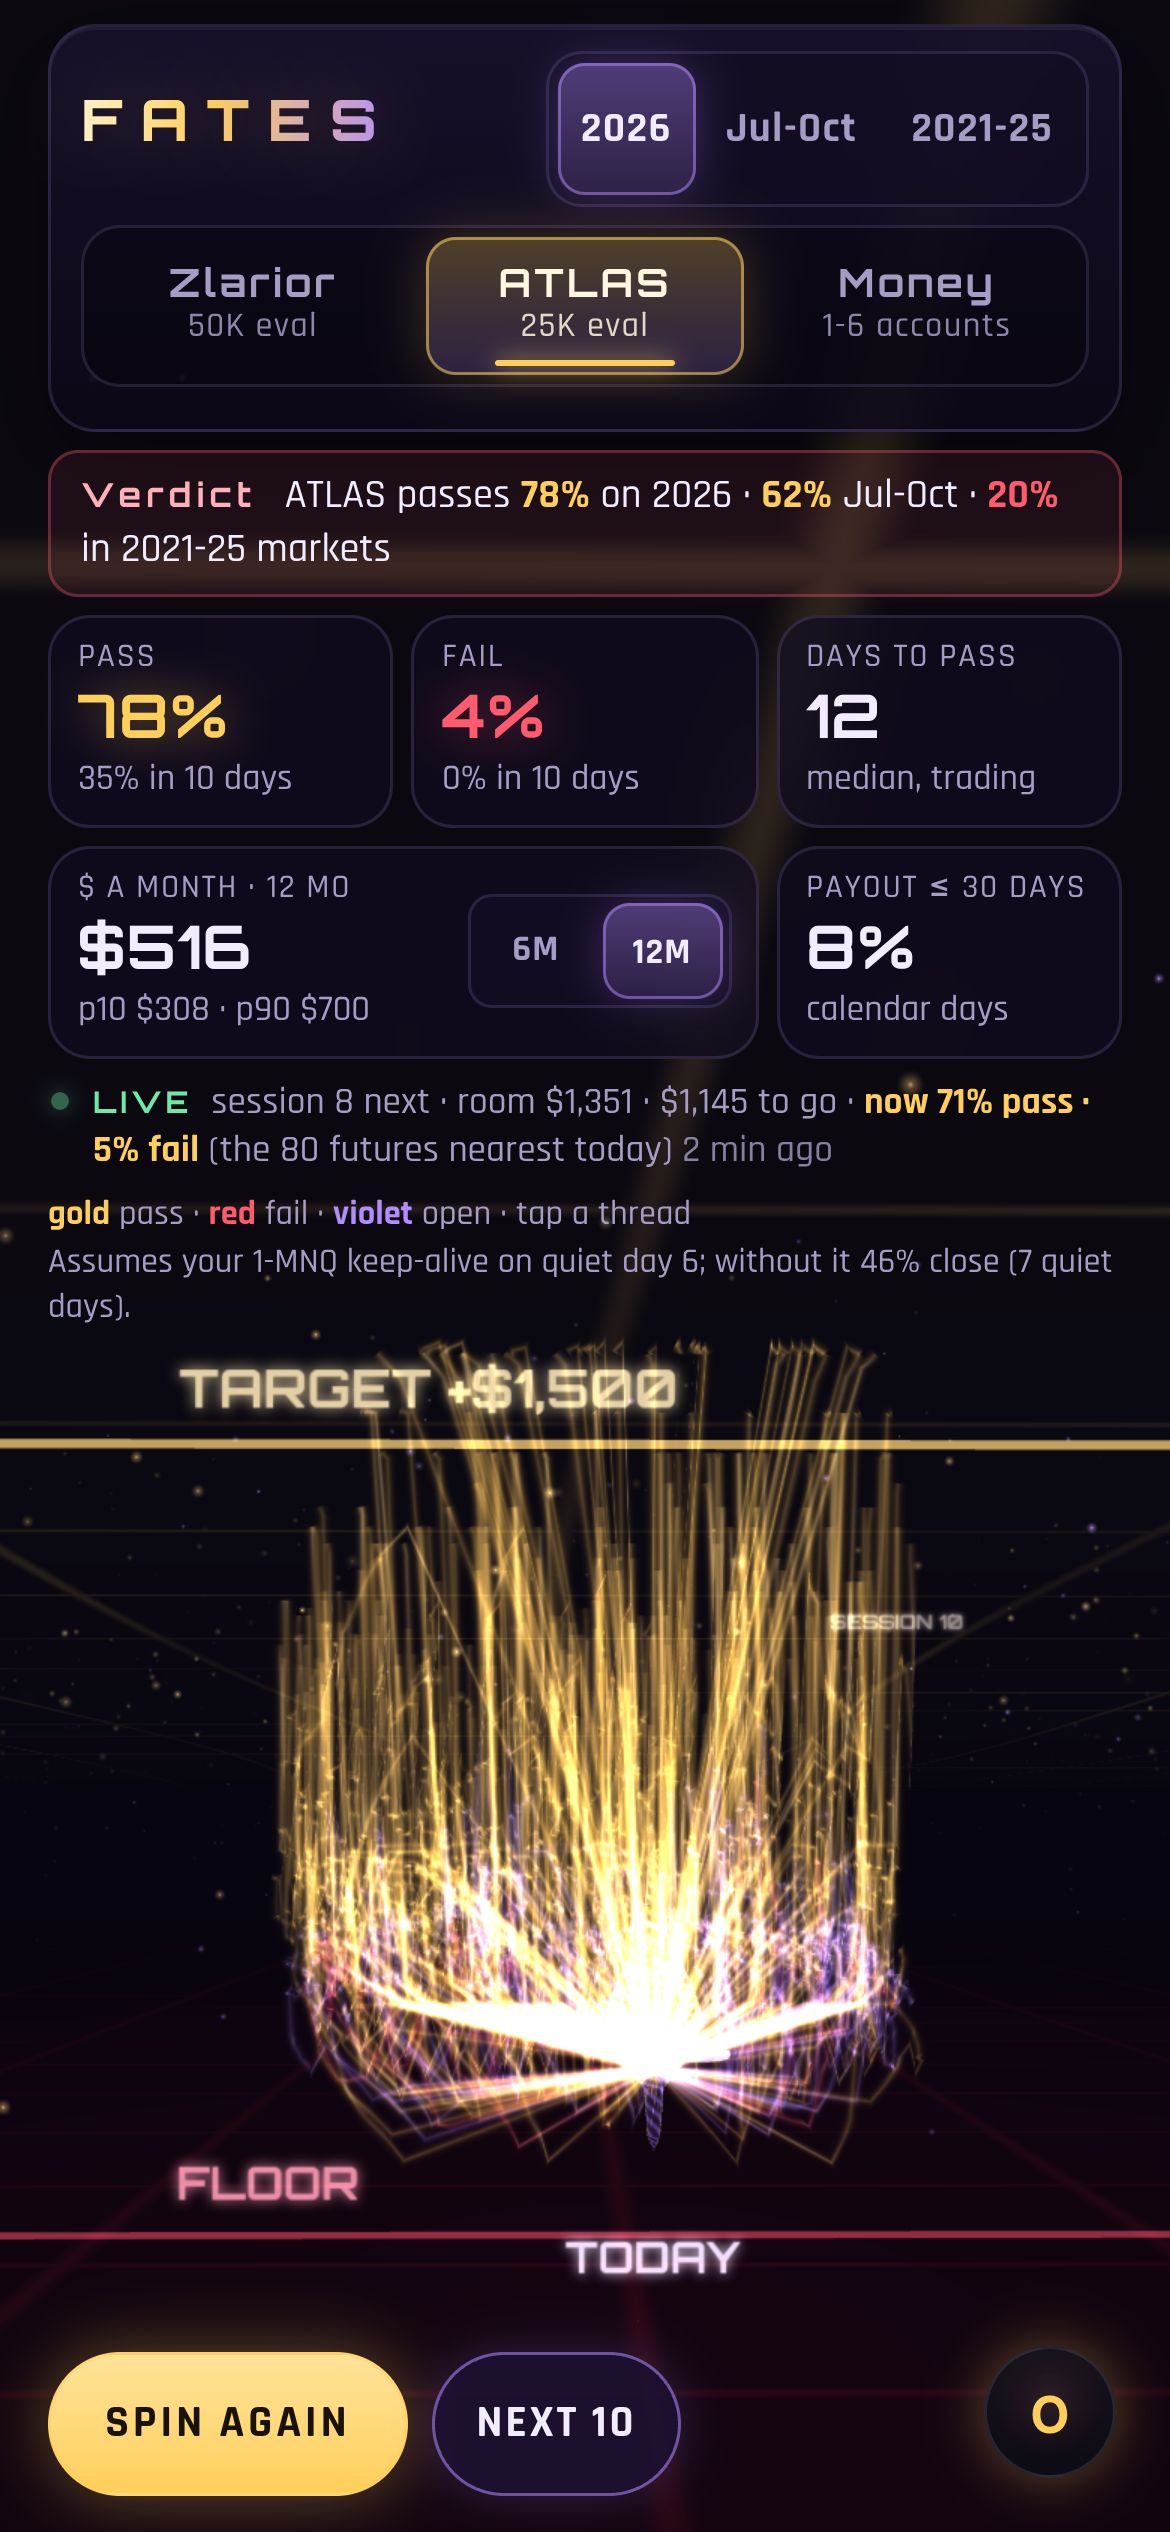 FATES
2026 Jul-Oct 2021-25
Zlarior ATLAS Money
50K eval 25K eval 1-6 accounts
Verdict ATLAS passes 78% on 2026 · 62% Jul-Oct · 20%
in 2021-25 markets
PASS FAIL DAYS TO PASS
78% 4% 12
35% in 10 days 0% in 10 days median, trading
$ A MONTH · 12 MO PAYOUT ≤ 30 DAYS
$516 6M 12M 8%
p10 $308 · p90 $700 calendar days
LIVE session 8 next · room $1,351 · $1,145 to go · now 71% pass ·
5% fail (the 80 futures nearest today) 2 min ago
gold pass · red fail · violet open · tap a thread
Assumes your 1-MNQ keep-alive on quiet day 6; without it 46% close (7 quiet
days).
TARGET +$1,500
SESSION 10
FLOOR
TODAY
SPIN AGAIN NEXT 10 O